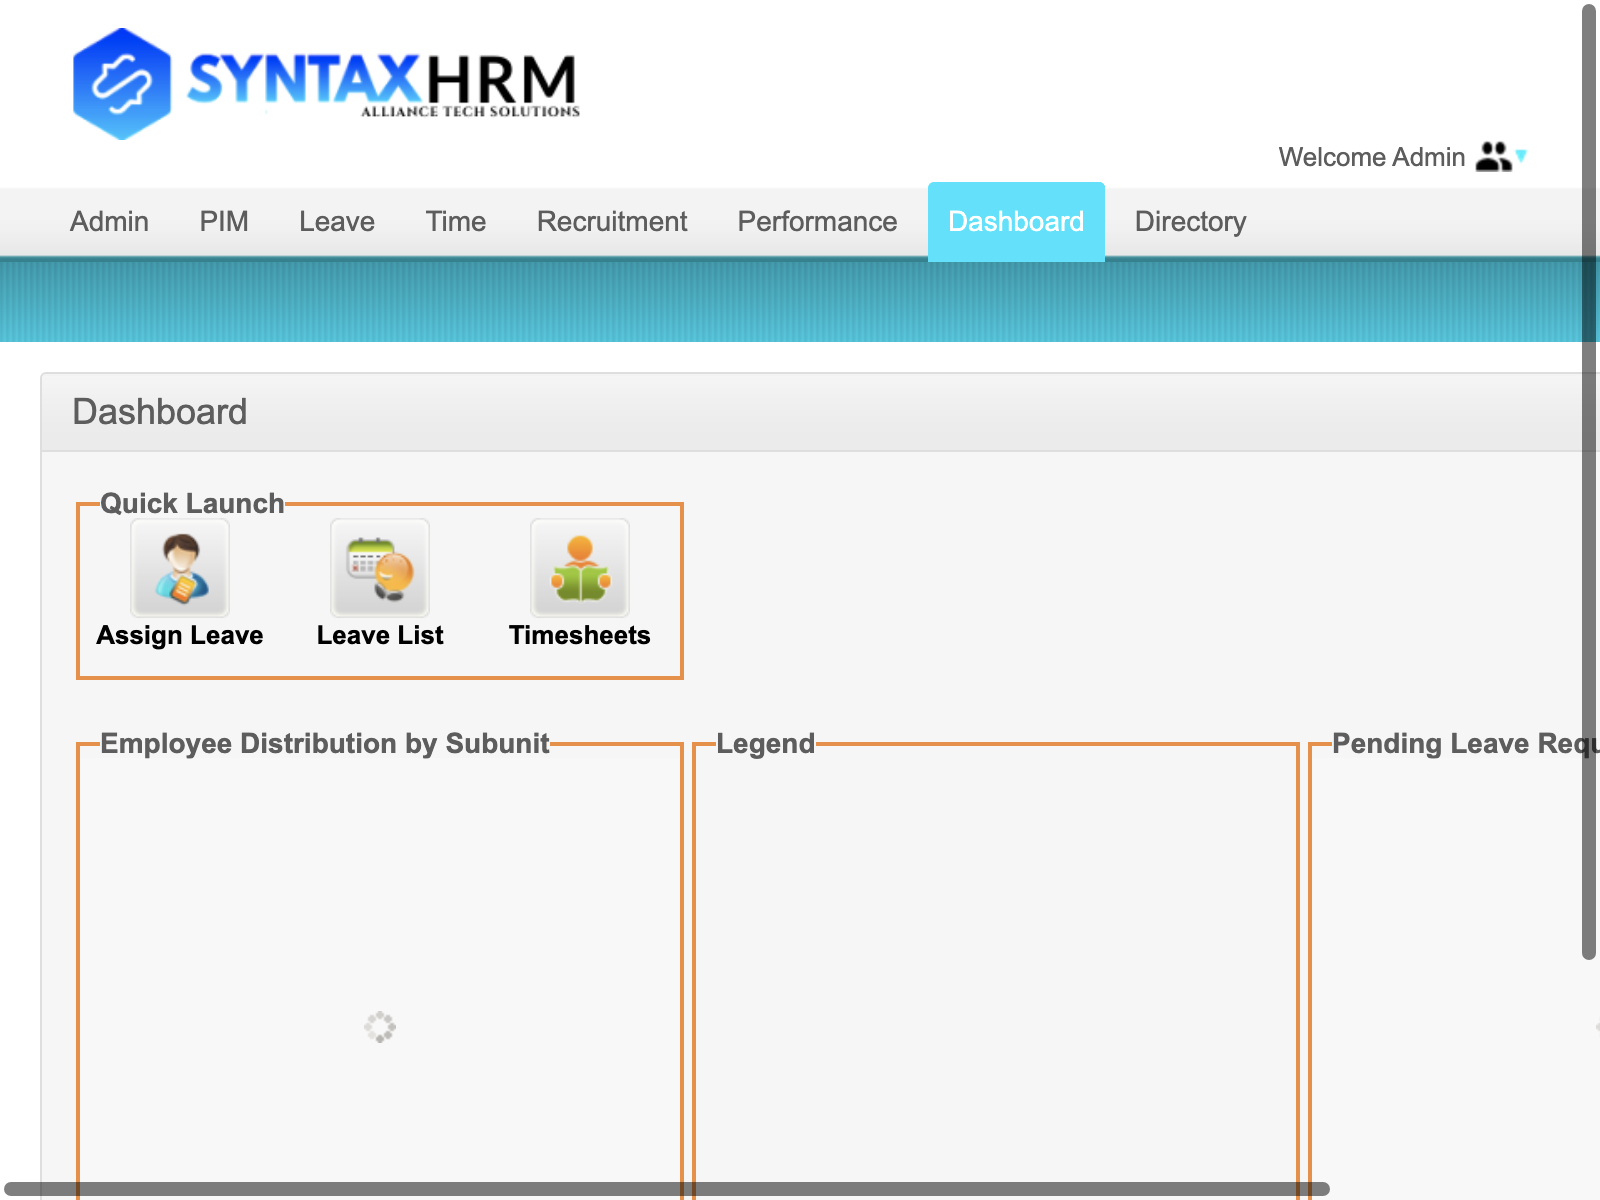 SYNTAXHRM
ALLIANCE TECH SOLUTIONS
Welcome Admin
Admin PIM Leave Time Recruitment Performance Dashboard Directory
Dashboard
Quick Launch
Assign Leave Leave List Timesheets
Employee Distribution by Subunit Legend Pending Leave Requ